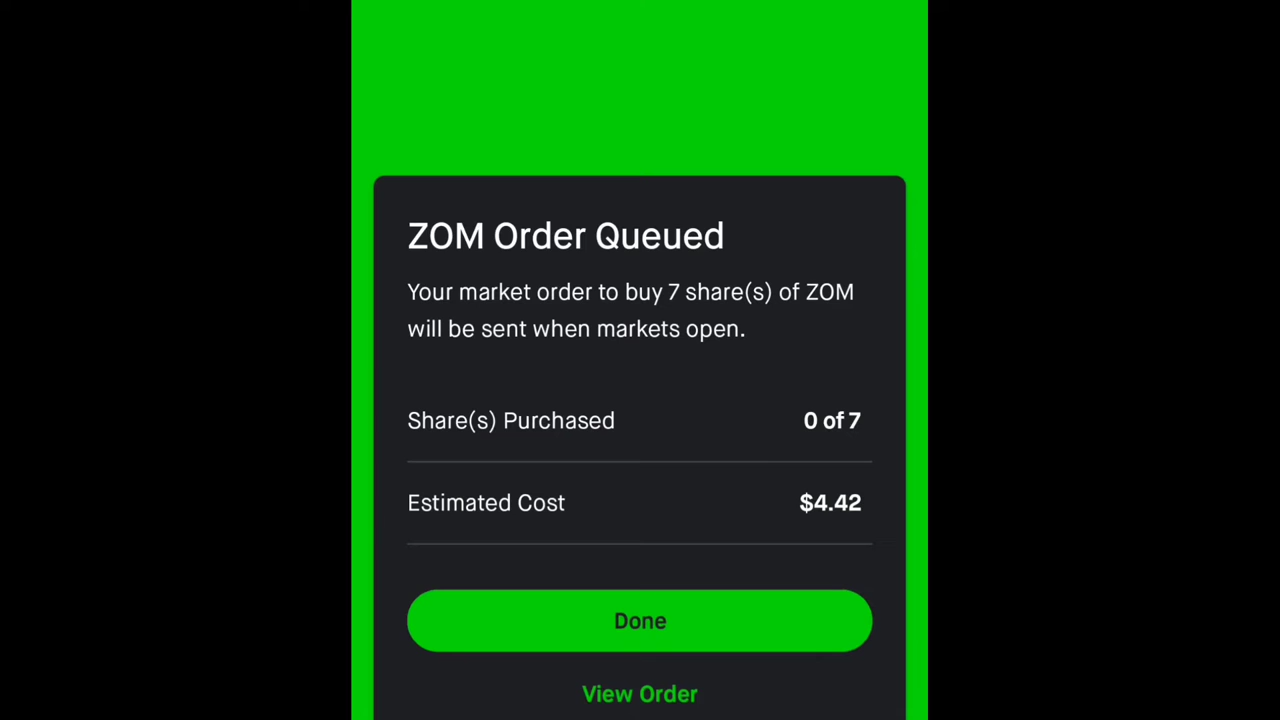 ZOM Order Queued
Your market order to buy 7 share(s) of ZOM
will be sent when markets open.
Share(s) Purchased 0 of 7
Estimated Cost $4.42
Done
View Order